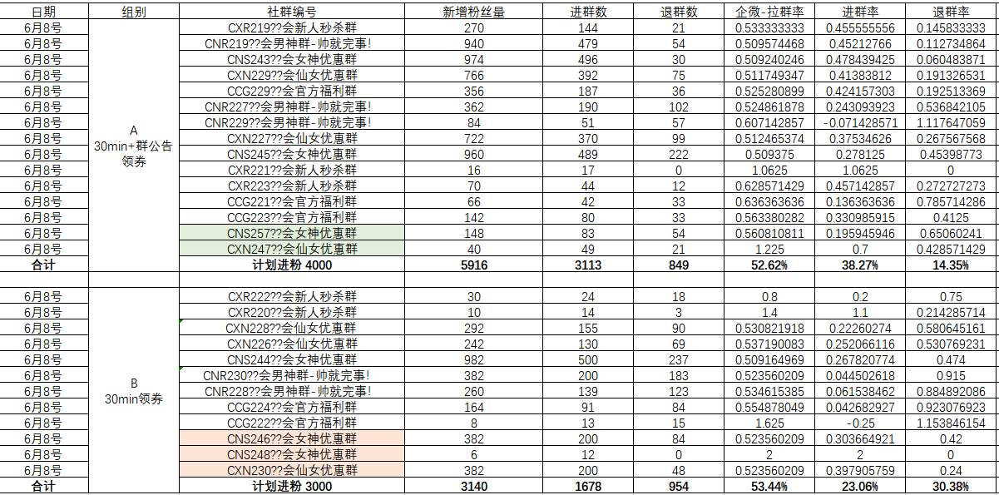 日期 组别 社群编号 新增粉丝量 进群数 退群数 企微-拉群率 进群率 退群率
6月8号 CXR219??会新人秒杀群 270 144 21 0.533333333 0.455555556 0.145833333
6月8号 CNR219??会男神群-帅就完事! 940 479 54 0.509574468 0.45212766 0.112734864
6月8号 CNS243??会女神优惠群 974 496 30 0.509240246 0.478439425 0.060483871
6月8号 CXN229??会仙女优惠群 766 392 75 0.511749347 0.41383812 0.191326531
6月8号 CCG229??会官方福利群 356 187 36 0.525280899 0.424157303 0.192513369
6月8号 CNR227??会男神群-帅就完事! 362 190 102 0.524861878 0.243093923 0.536842105
6月8号 CNR229??会男神群-帅就完事! 84 51 57 0.607142857 -0.071428571 1.117647059
A
30min+群公告
领券
6月8号 CXN227??会仙女优惠群 722 370 99 0.512465374 0.37534626 0.267567568
6月8号 CNS245??会女神优惠群 960 489 222 0.509375 0.278125 0.45398773
6月8号 CXR221??会新人秒杀群 16 17 0 1.0625 1.0625 0
6月8号 CXR223??会新人秒杀群 70 44 12 0.628571429 0.457142857 0.272727273
6月8号 CCG221??会官方福利群 66 42 33 0.636363636 0.136363636 0.785714286
6月8号 CCG223??会官方福利群 142 80 33 0.563380282 0.330985915 0.4125
6月8号 CNS257??会女神优惠群 148 83 54 0.560810811 0.195945946 0.65060241
6月8号 CXN247??会仙女优惠群 40 49 21 1.225 0.7 0.428571429
合计 计划进粉 4000 5916 3113 849 52.62% 38.27% 14.35%
6月8号 CXR222??会新人秒杀群 30 24 18 0.8 0.2 0.75
6月8号 CXR220??会新人秒杀群 10 14 3 1.4 1.1 0.214285714
6月8号 CXN228??会仙女优惠群 292 155 90 0.530821918 0.22260274 0.580645161
6月8号 CXN226??会仙女优惠群 242 130 69 0.537190083 0.252066116 0.530769231
6月8号 CNS244??会女神优惠群 982 500 237 0.509164969 0.267820774 0.474
6月8号 CNR230??会男神群-帅就完事! 382 200 183 0.523560209 0.044502618 0.915
B
30min领券
6月8号 CNR228??会男神群-帅就完事! 260 139 123 0.534615385 0.061538462 0.884892086
6月8号 CCG224??会官方福利群 164 91 84 0.554878049 0.042682927 0.923076923
6月8号 CCG222??会官方福利群 8 13 15 1.625 -0.25 1.153846154
6月8号 CNS246??会女神优惠群 382 200 84 0.523560209 0.303664921 0.42
6月8号 CNS248??会女神优惠群 6 12 0 2 2 0
6月8号 CXN230??会仙女优惠群 382 200 48 0.523560209 0.397905759 0.24
合计 计划进粉 3000 3140 1678 954 53.44% 23.06% 30.38%